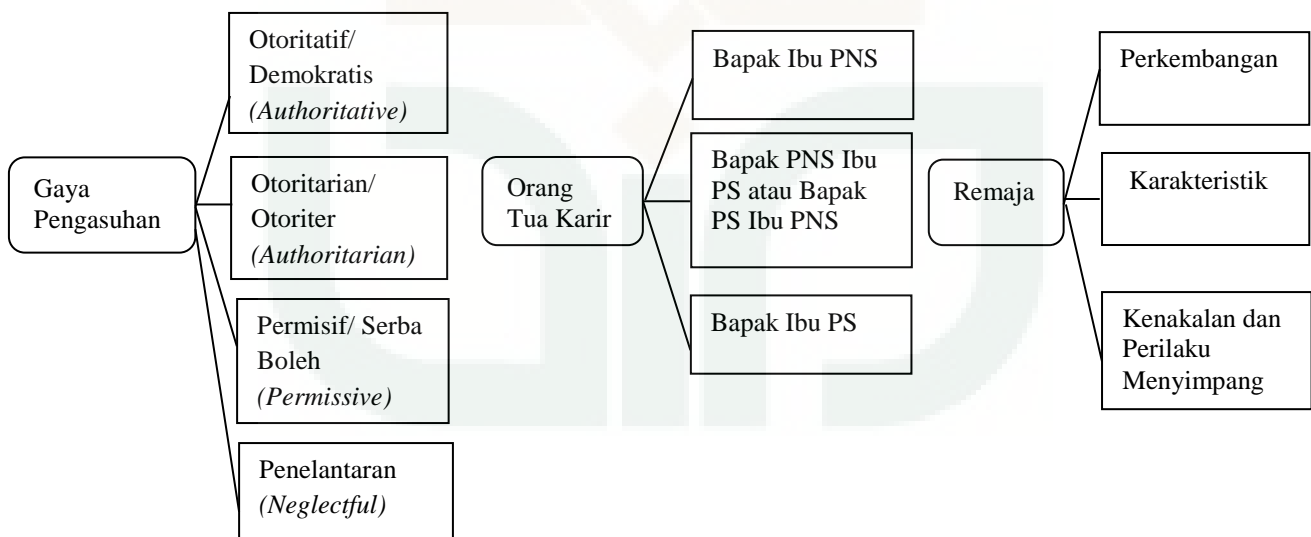 Gaya
Pengasuhan
Otoritatif/
Demokratis
(Authoritative)
Otoritarian/
Otoriter
(Authoritarian)
Permisif/ Serba
Boleh
(Permissive)
Penelantaran
(Neglectful)
Orang
Tua Karir
Bapak Ibu PNS
Bapak PNS Ibu
PS atau Bapak
PS Ibu PNS
Bapak Ibu PS
Remaja
Perkembangan
Karakteristik
Kenakalan dan
Perilaku
Menyimpang